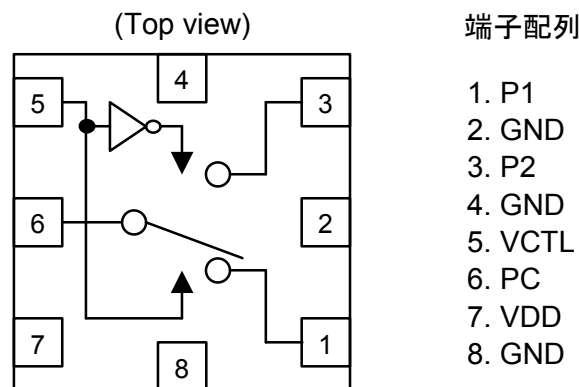 (Top view)
端子配列
4
5
3
6
2
7
1
8
1. P1
2. GND
3. P2
4. GND
5. VCTL
6. PC
7. VDD
8. GND